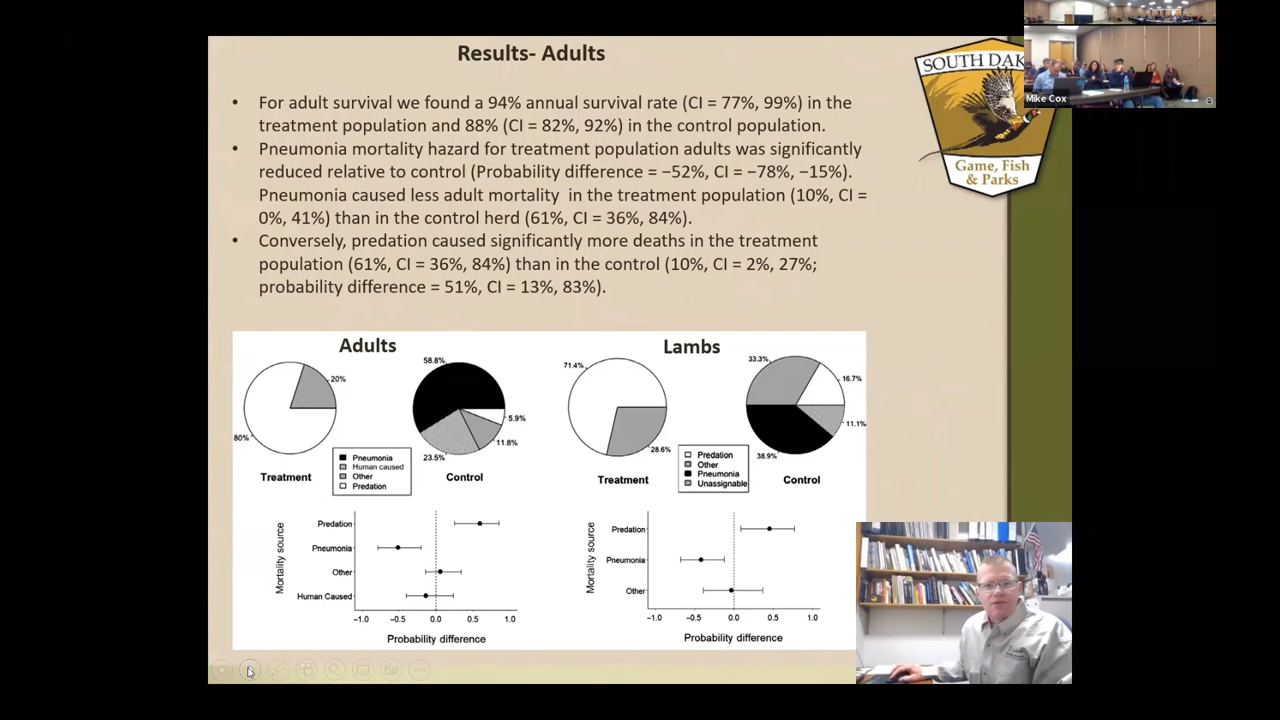 Results- Adults
SOUTH DAK
Mike Cox
Game, Fish
& Parks
• For adult survival we found a 94% annual survival rate (CI = 77%, 99%) in the
treatment population and 88% (CI = 82%, 92%) in the control population.
• Pneumonia mortality hazard for treatment population adults was significantly
reduced relative to control (Probability difference = −52%, CI = −78%, −15%).
Pneumonia caused less adult mortality in the treatment population (10%, CI =
0%, 41%) than in the control herd (61%, CI = 36%, 84%).
• Conversely, predation caused significantly more deaths in the treatment
population (61%, CI = 36%, 84%) than in the control (10%, CI = 2%, 27%;
probability difference = 51%, CI = 13%, 83%).
Adults
20%
80%
Treatment
58.8%
5.9%
11.8%
23.5%
Control
Pneumonia
Human caused
Other
Predation
Mortality source
Predation
Pneumonia
Other
Human Caused
−1.0 −0.5 0.0 0.5 1.0
Probability difference
Lambs
71.4%
28.6%
Treatment
33.3%
16.7%
11.1%
38.9%
Control
Predation
Other
Pneumonia
Unassignable
Mortality source
Predation
Pneumonia
Other
−1.0 −0.5 0.0 0.5 1.0
Probability difference